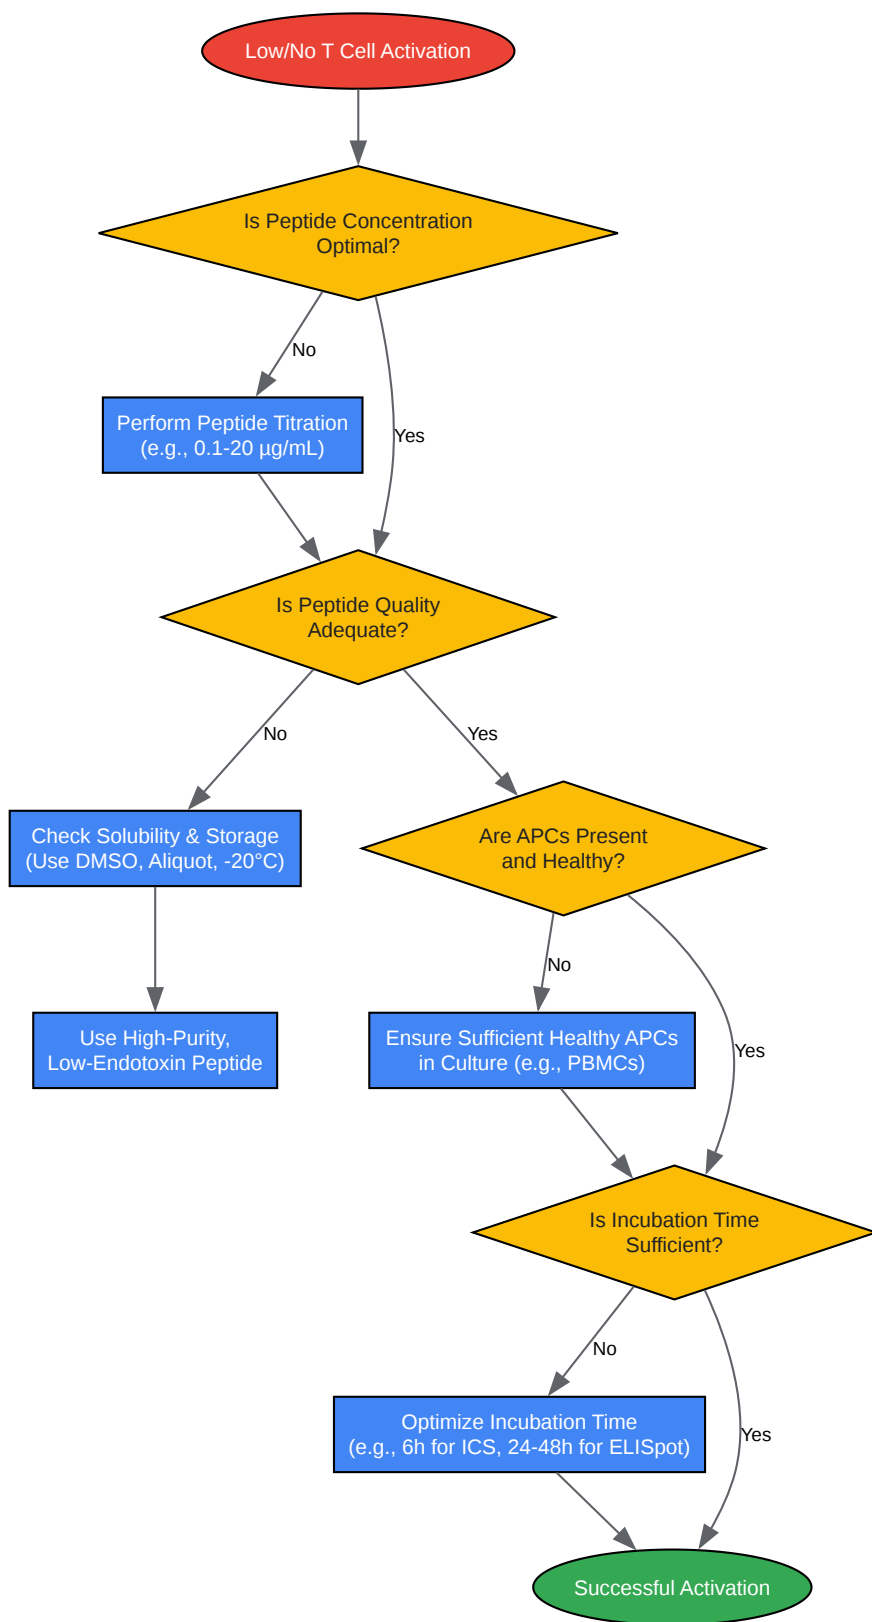 Low/No T Cell Activation
Is Peptide Concentration
Optimal?
No
Yes
Perform Peptide Titration
(e.g., 0.1-20 µg/mL)
Is Peptide Quality
Adequate?
No
Yes
Check Solubility & Storage
(Use DMSO, Aliquot, -20°C)
Are APCs Present
and Healthy?
No
Yes
Use High-Purity,
Low-Endotoxin Peptide
Ensure Sufficient Healthy APCs
in Culture (e.g., PBMCs)
Is Incubation Time
Sufficient?
No
Yes
Optimize Incubation Time
(e.g., 6h for ICS, 24-48h for ELISpot)
Successful Activation